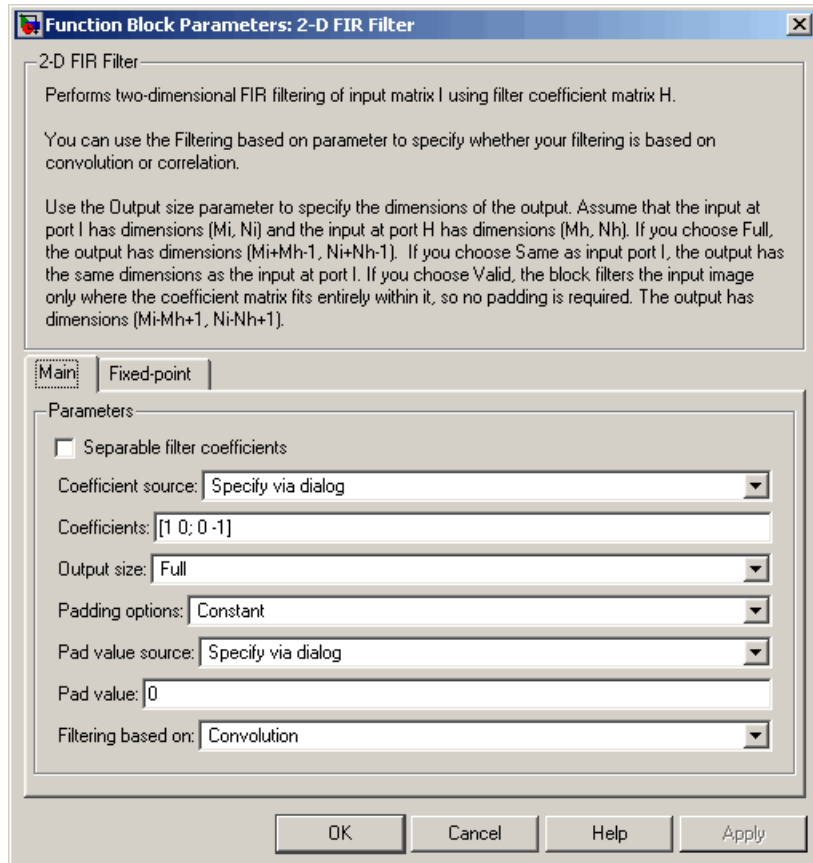 Function Block Parameters: 2-D FIR Filter
2-D FIR Filter
Performs two-dimensional FIR filtering of input matrix I using filter coefficient matrix H.
You can use the Filtering based on parameter to specify whether your filtering is based on
convolution or correlation.
Use the Output size parameter to specify the dimensions of the output. Assume that the input at
port I has dimensions (Mi, Ni) and the input at port H has dimensions (Mh, Nh). If you choose Full,
the output has dimensions (Mi+Mh-1, Ni+Nh-1).  If you choose Same as input port I, the output has
the same dimensions as the input at port I. If you choose Valid, the block filters the input image
only where the coefficient matrix fits entirely within it, so no padding is required. The output has
dimensions (Mi-Mh+1, Ni-Nh+1).
Main Fixed-point
Parameters
Separable filter coefficients
Coefficient source: Specify via dialog
Coefficients: [1 0; 0 -1]
Output size: Full
Padding options: Constant
Pad value source: Specify via dialog
Pad value: 0
Filtering based on: Convolution
OK Cancel Help Apply